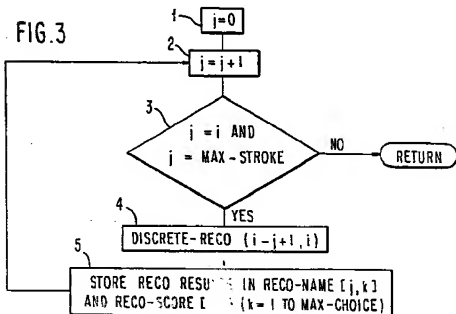 FIG.3
1
j=0
2
j=j+1
3
j = i AND
j = MAX-STROKE
NO
RETURN
YES
4
DISCRETE-RECO (i-j+1,i)
5
STORE RECO RESULTS IN RECO-NAME [j,k]
AND RECO-SCORE [ (k=1 TO MAX-CHOICE)